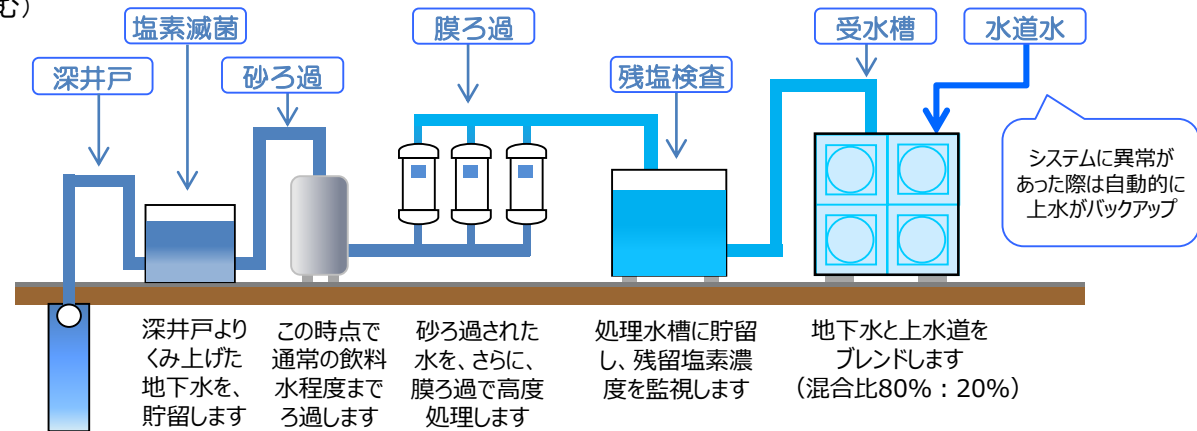 む）
塩素滅菌
膜ろ過
受水槽
水道水
深井戸
砂ろ過
残塩検査
システムに異常が
あった際は自動的に
上水がバックアップ
深井戸より
くみ上げた
地下水を、
貯留します
この時点で
通常の飲料
水程度まで
ろ過します
砂ろ過された
水を、さらに、
膜ろ過で高度
処理します
処理水槽に貯留
し、残留塩素濃
度を監視します
地下水と上水道を
ブレンドします
（混合比80%：20%）